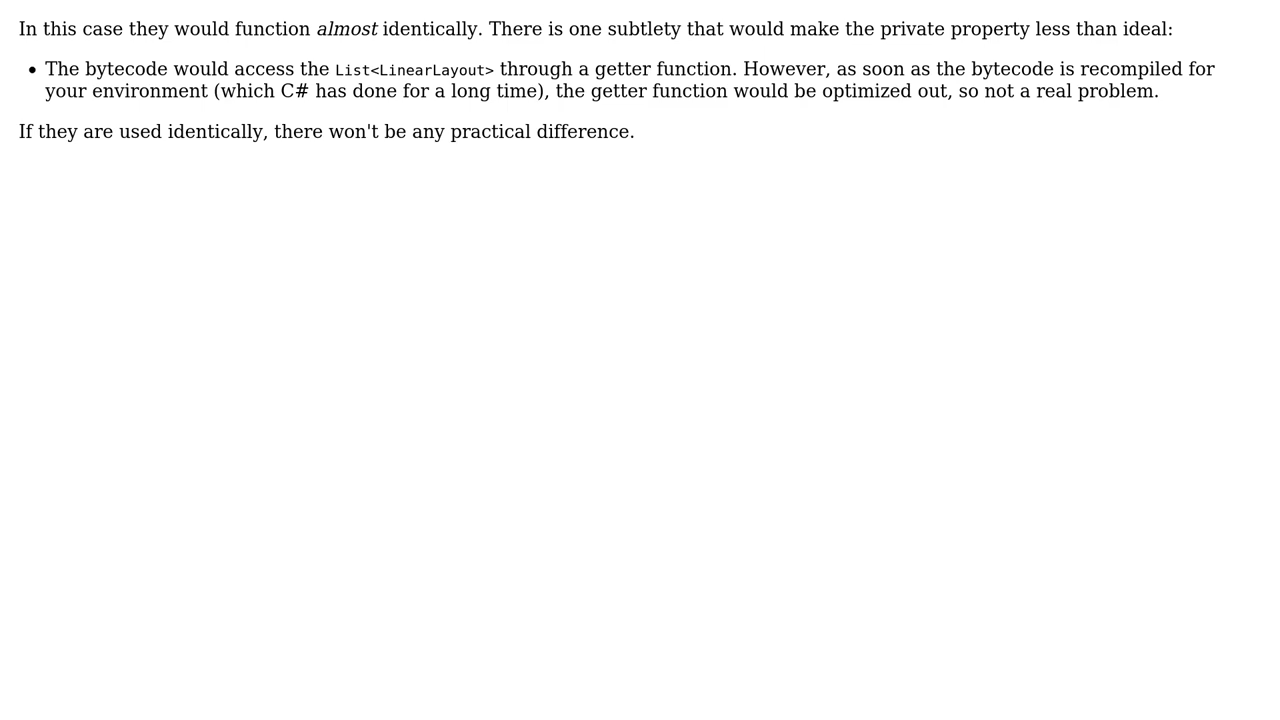 In this case they would function almost identically. There is one subtlety that would make the private property less than ideal:
The bytecode would access the List<LinearLayout> through a getter function. However, as soon as the bytecode is recompiled for
your environment (which C# has done for a long time), the getter function would be optimized out, so not a real problem.
If they are used identically, there won't be any practical difference.